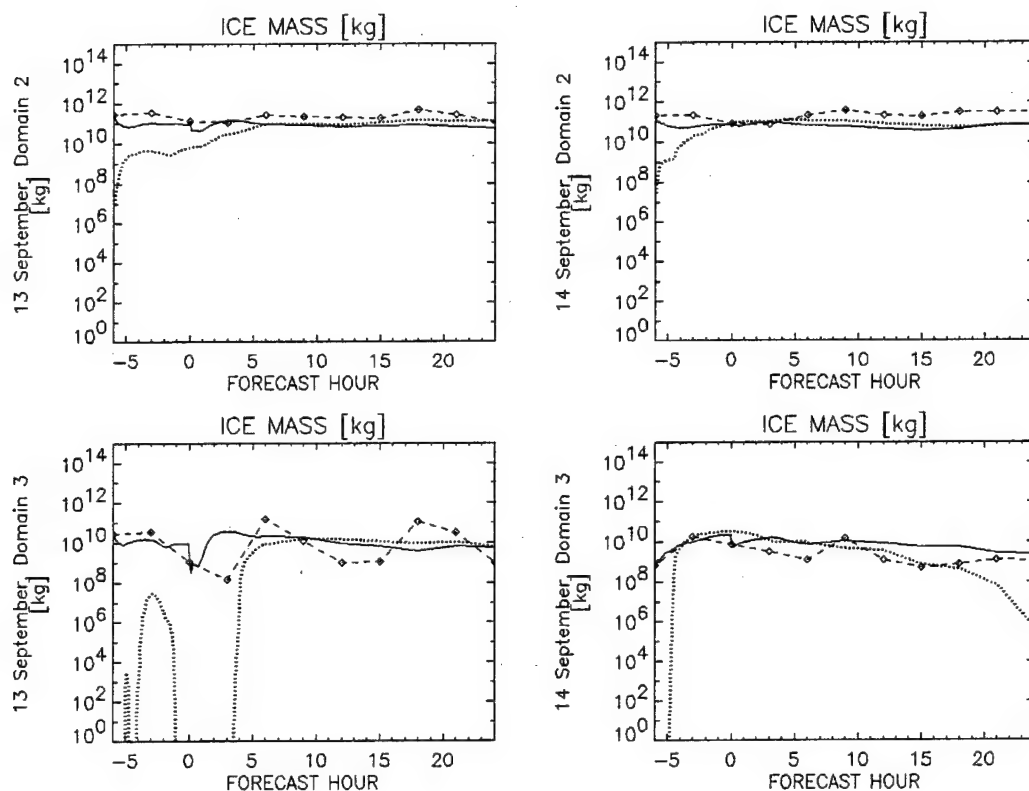 ICE MASS [kg]
13 September, Domain 2
[kg]
10^14
10^12
10^10
10^8
10^6
10^4
10^2
10^0
-5 0 5 10 15 20
FORECAST HOUR
ICE MASS [kg]
14 September, Domain 2
[kg]
10^14
10^12
10^10
10^8
10^6
10^4
10^2
10^0
-5 0 5 10 15 20
FORECAST HOUR
ICE MASS [kg]
13 September, Domain 3
[kg]
10^14
10^12
10^10
10^8
10^6
10^4
10^2
10^0
-5 0 5 10 15 20
FORECAST HOUR
ICE MASS [kg]
14 September, Domain 3
[kg]
10^14
10^12
10^10
10^8
10^6
10^4
10^2
10^0
-5 0 5 10 15 20
FORECAST HOUR